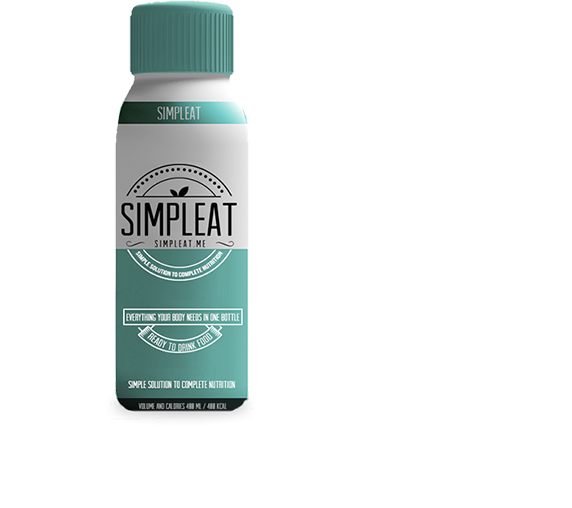 SIMPLEAT
SIMPLEAT
SIMPLEAT.ME
SIMPLE SOLUTION TO COMPLETE NUTRITION
EVERYTHING YOUR BODY NEEDS IN ONE BOTTLE
READY TO DRINK FOOD
SIMPLE SOLUTION TO COMPLETE NUTRITION
VOLUME AND CALORIES 400 ML / 400 KCAL